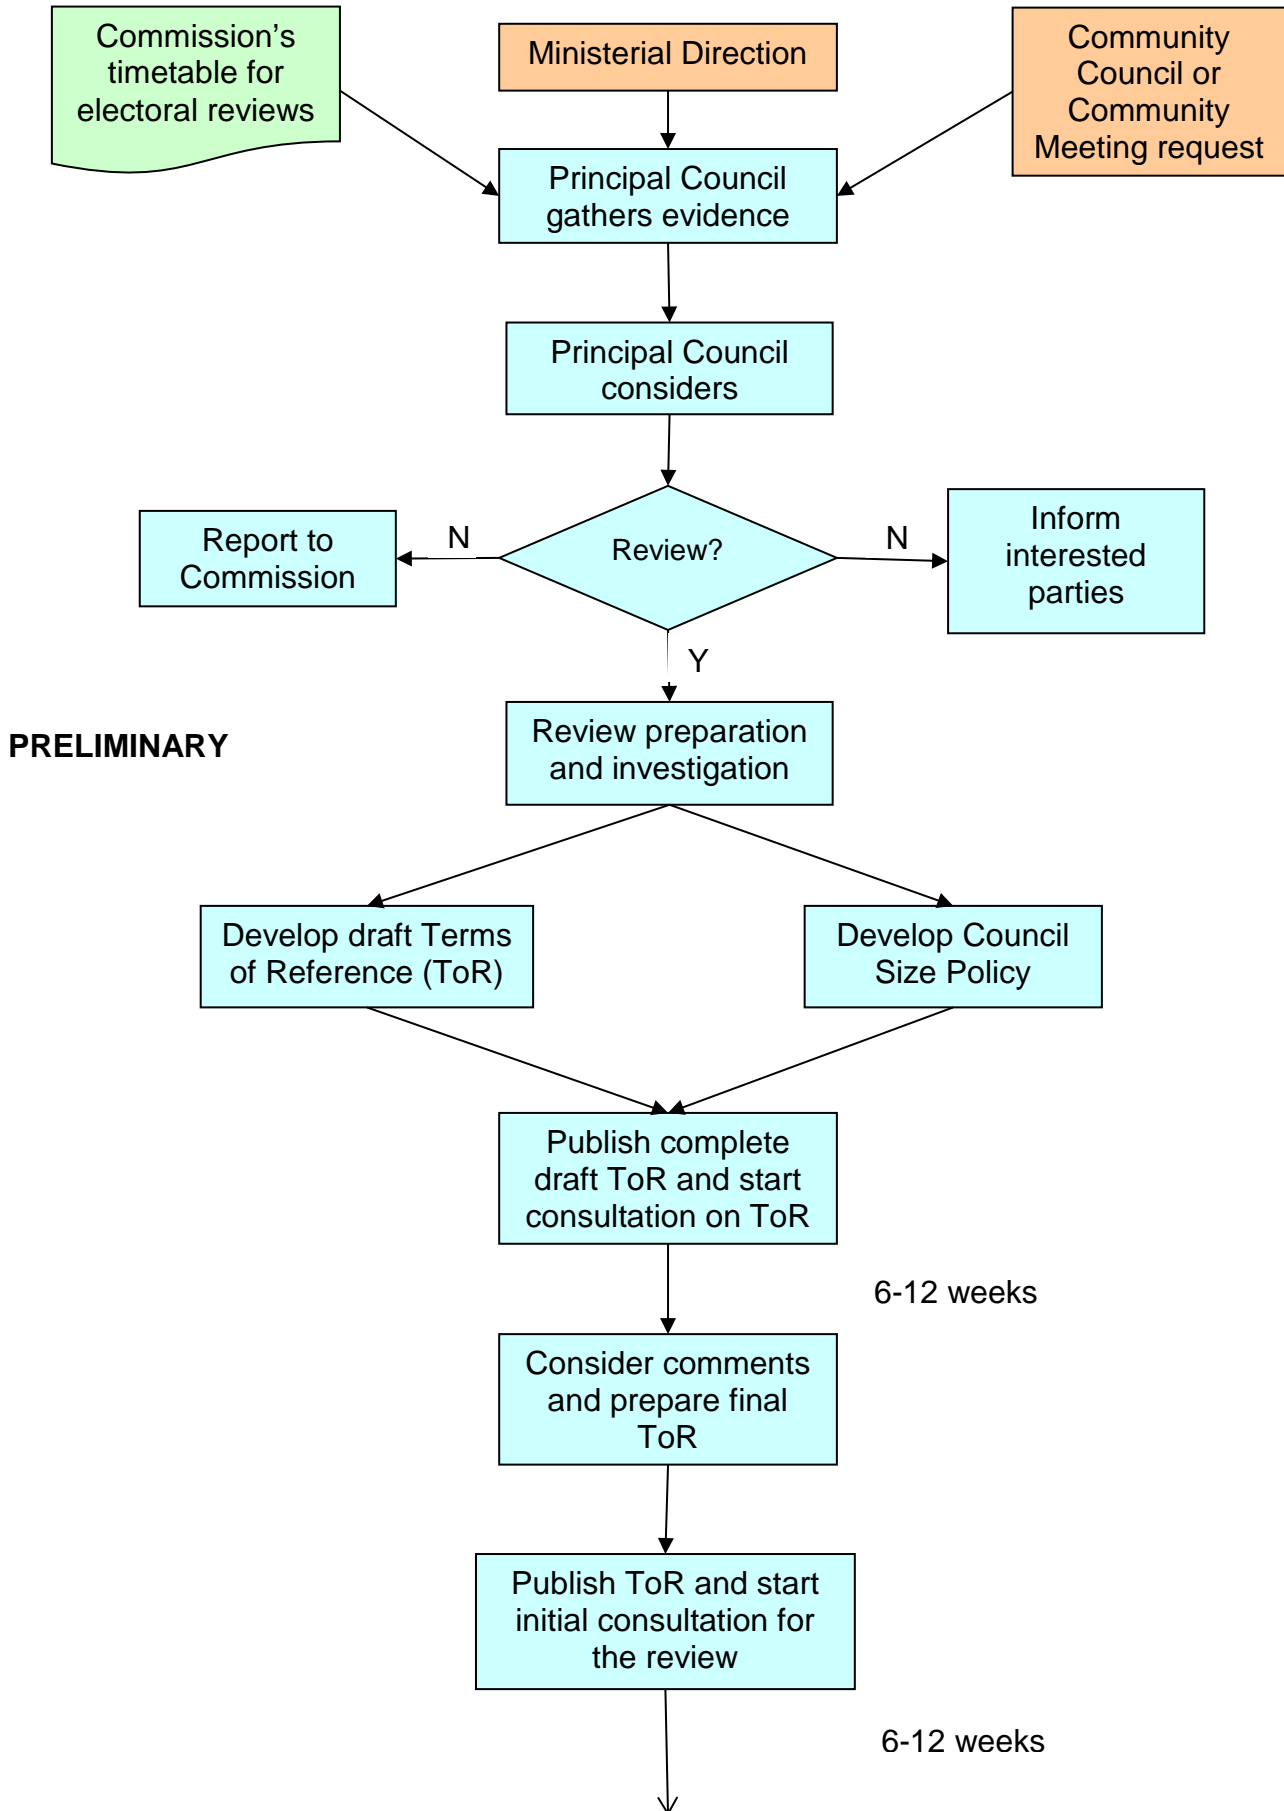 Commission’s
timetable for
electoral reviews
Ministerial Direction
Community
Council or
Community
Meeting request
Principal Council
gathers evidence
Principal Council
considers
Report to
Commission
N
Review?
N
Inform
interested
parties
Y
PRELIMINARY
Review preparation
and investigation
Develop draft Terms
of Reference (ToR)
Develop Council
Size Policy
Publish complete
draft ToR and start
consultation on ToR
6-12 weeks
Consider comments
and prepare final
ToR
Publish ToR and start
initial consultation for
the review
6-12 weeks